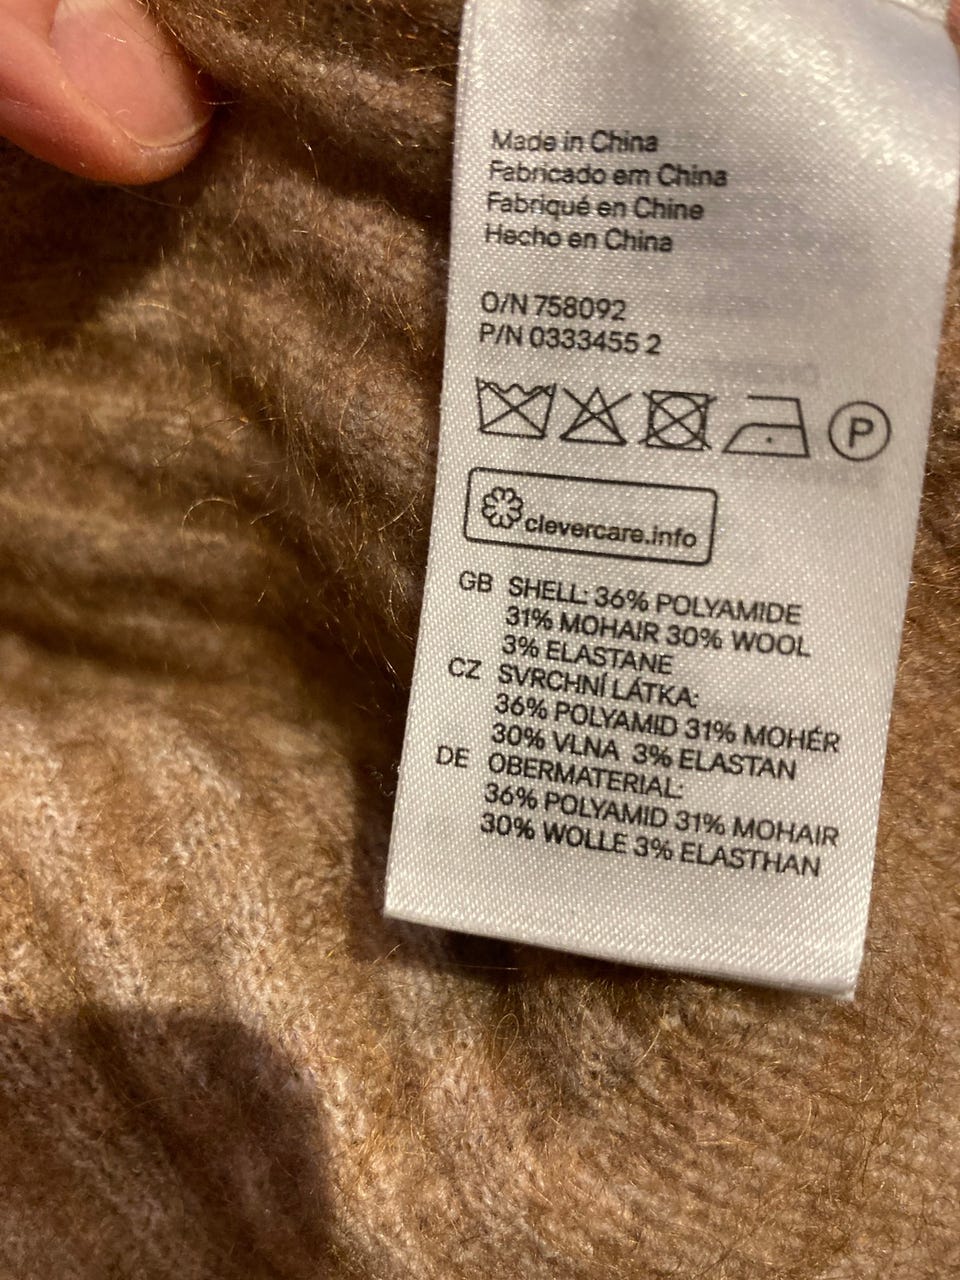 Made in China
Fabricado em China
Fabriqué en Chine
Hecho en China
O/N 758092
P/N 0333455 2
P
clevercare.info
GB SHELL: 36% POLYAMIDE
31% MOHAIR 30% WOOL
3% ELASTANE
CZ SVRCHNÍ LÁTKA:
36% POLYAMID 31% MOHÉR
30% VLNA 3% ELASTAN
DE OBERMATERIAL:
36% POLYAMID 31% MOHAIR
30% WOLLE 3% ELASTHAN